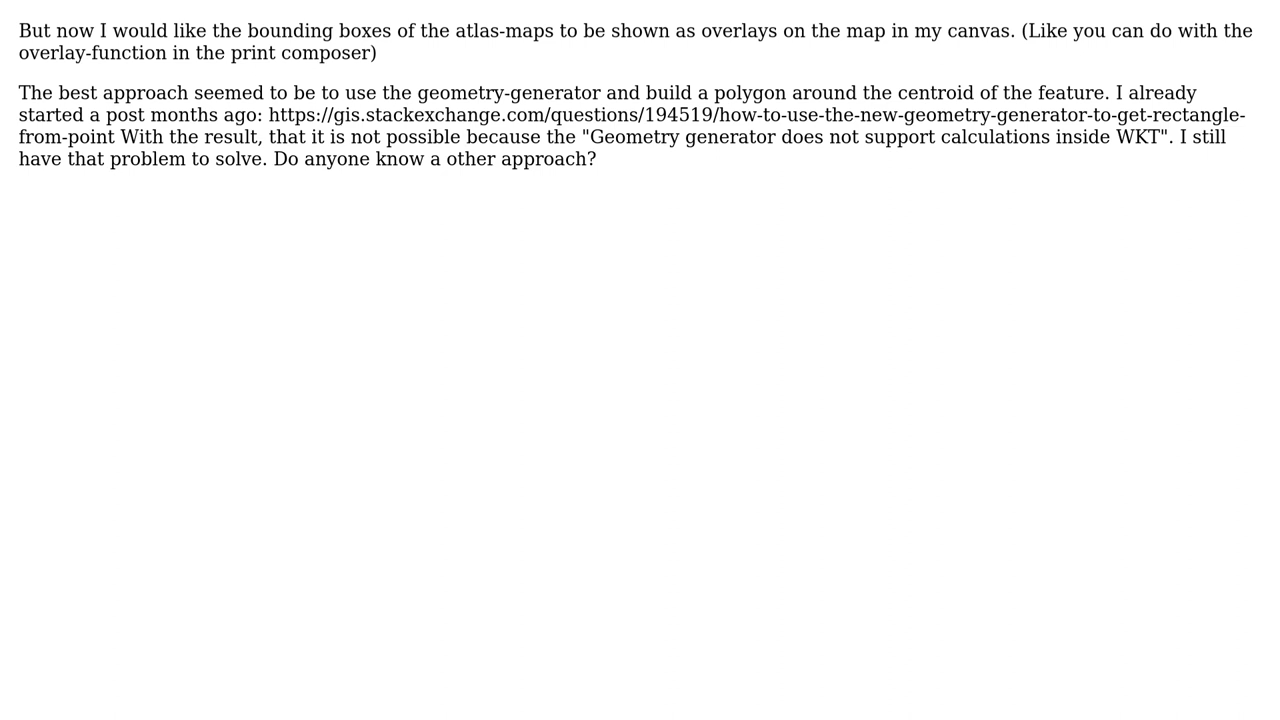 But now I would like the bounding boxes of the atlas-maps to be shown as overlays on the map in my canvas. (Like you can do with the
overlay-function in the print composer)
The best approach seemed to be to use the geometry-generator and build a polygon around the centroid of the feature. I already
started a post months ago: https://gis.stackexchange.com/questions/194519/how-to-use-the-new-geometry-generator-to-get-rectangle-
from-point With the result, that it is not possible because the "Geometry generator does not support calculations inside WKT". I still
have that problem to solve. Do anyone know a other approach?